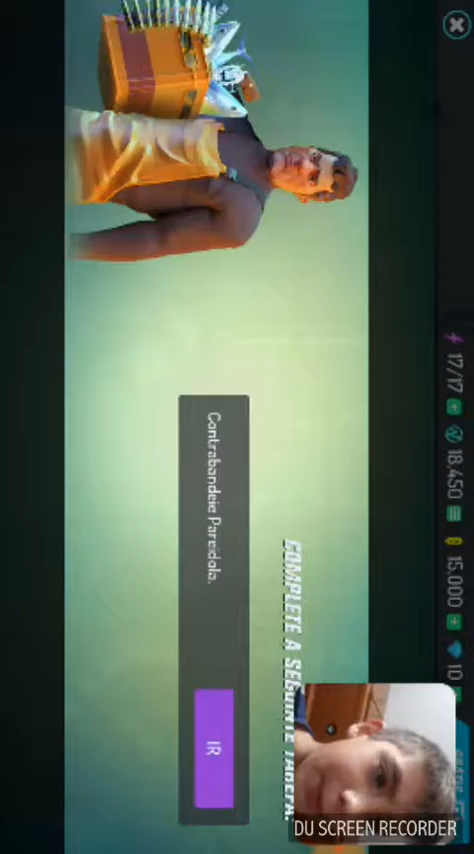 17/17
18,450
15,000
10
COMPLETE A SEGUINTE TAREFA:
Contrabandeie Pareidola.
IR
DU SCREEN RECORDER